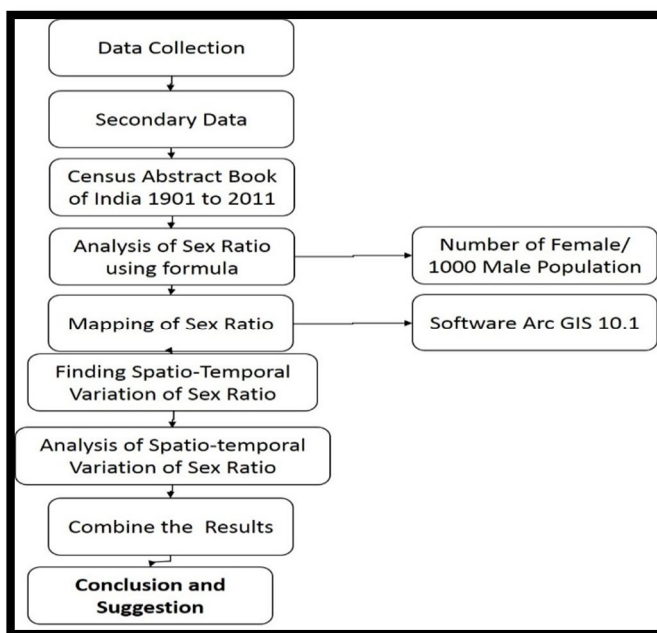 Data Collection
Secondary Data
Census Abstract Book
of India 1901 to 2011
Analysis of Sex Ratio
using formula
Number of Female/
1000 Male Population
Mapping of Sex Ratio
Software Arc GIS 10.1
Finding Spatio-Temporal
Variation of Sex Ratio
Analysis of Spatio-temporal
Variation of Sex Ratio
Combine the Results
Conclusion and
Suggestion